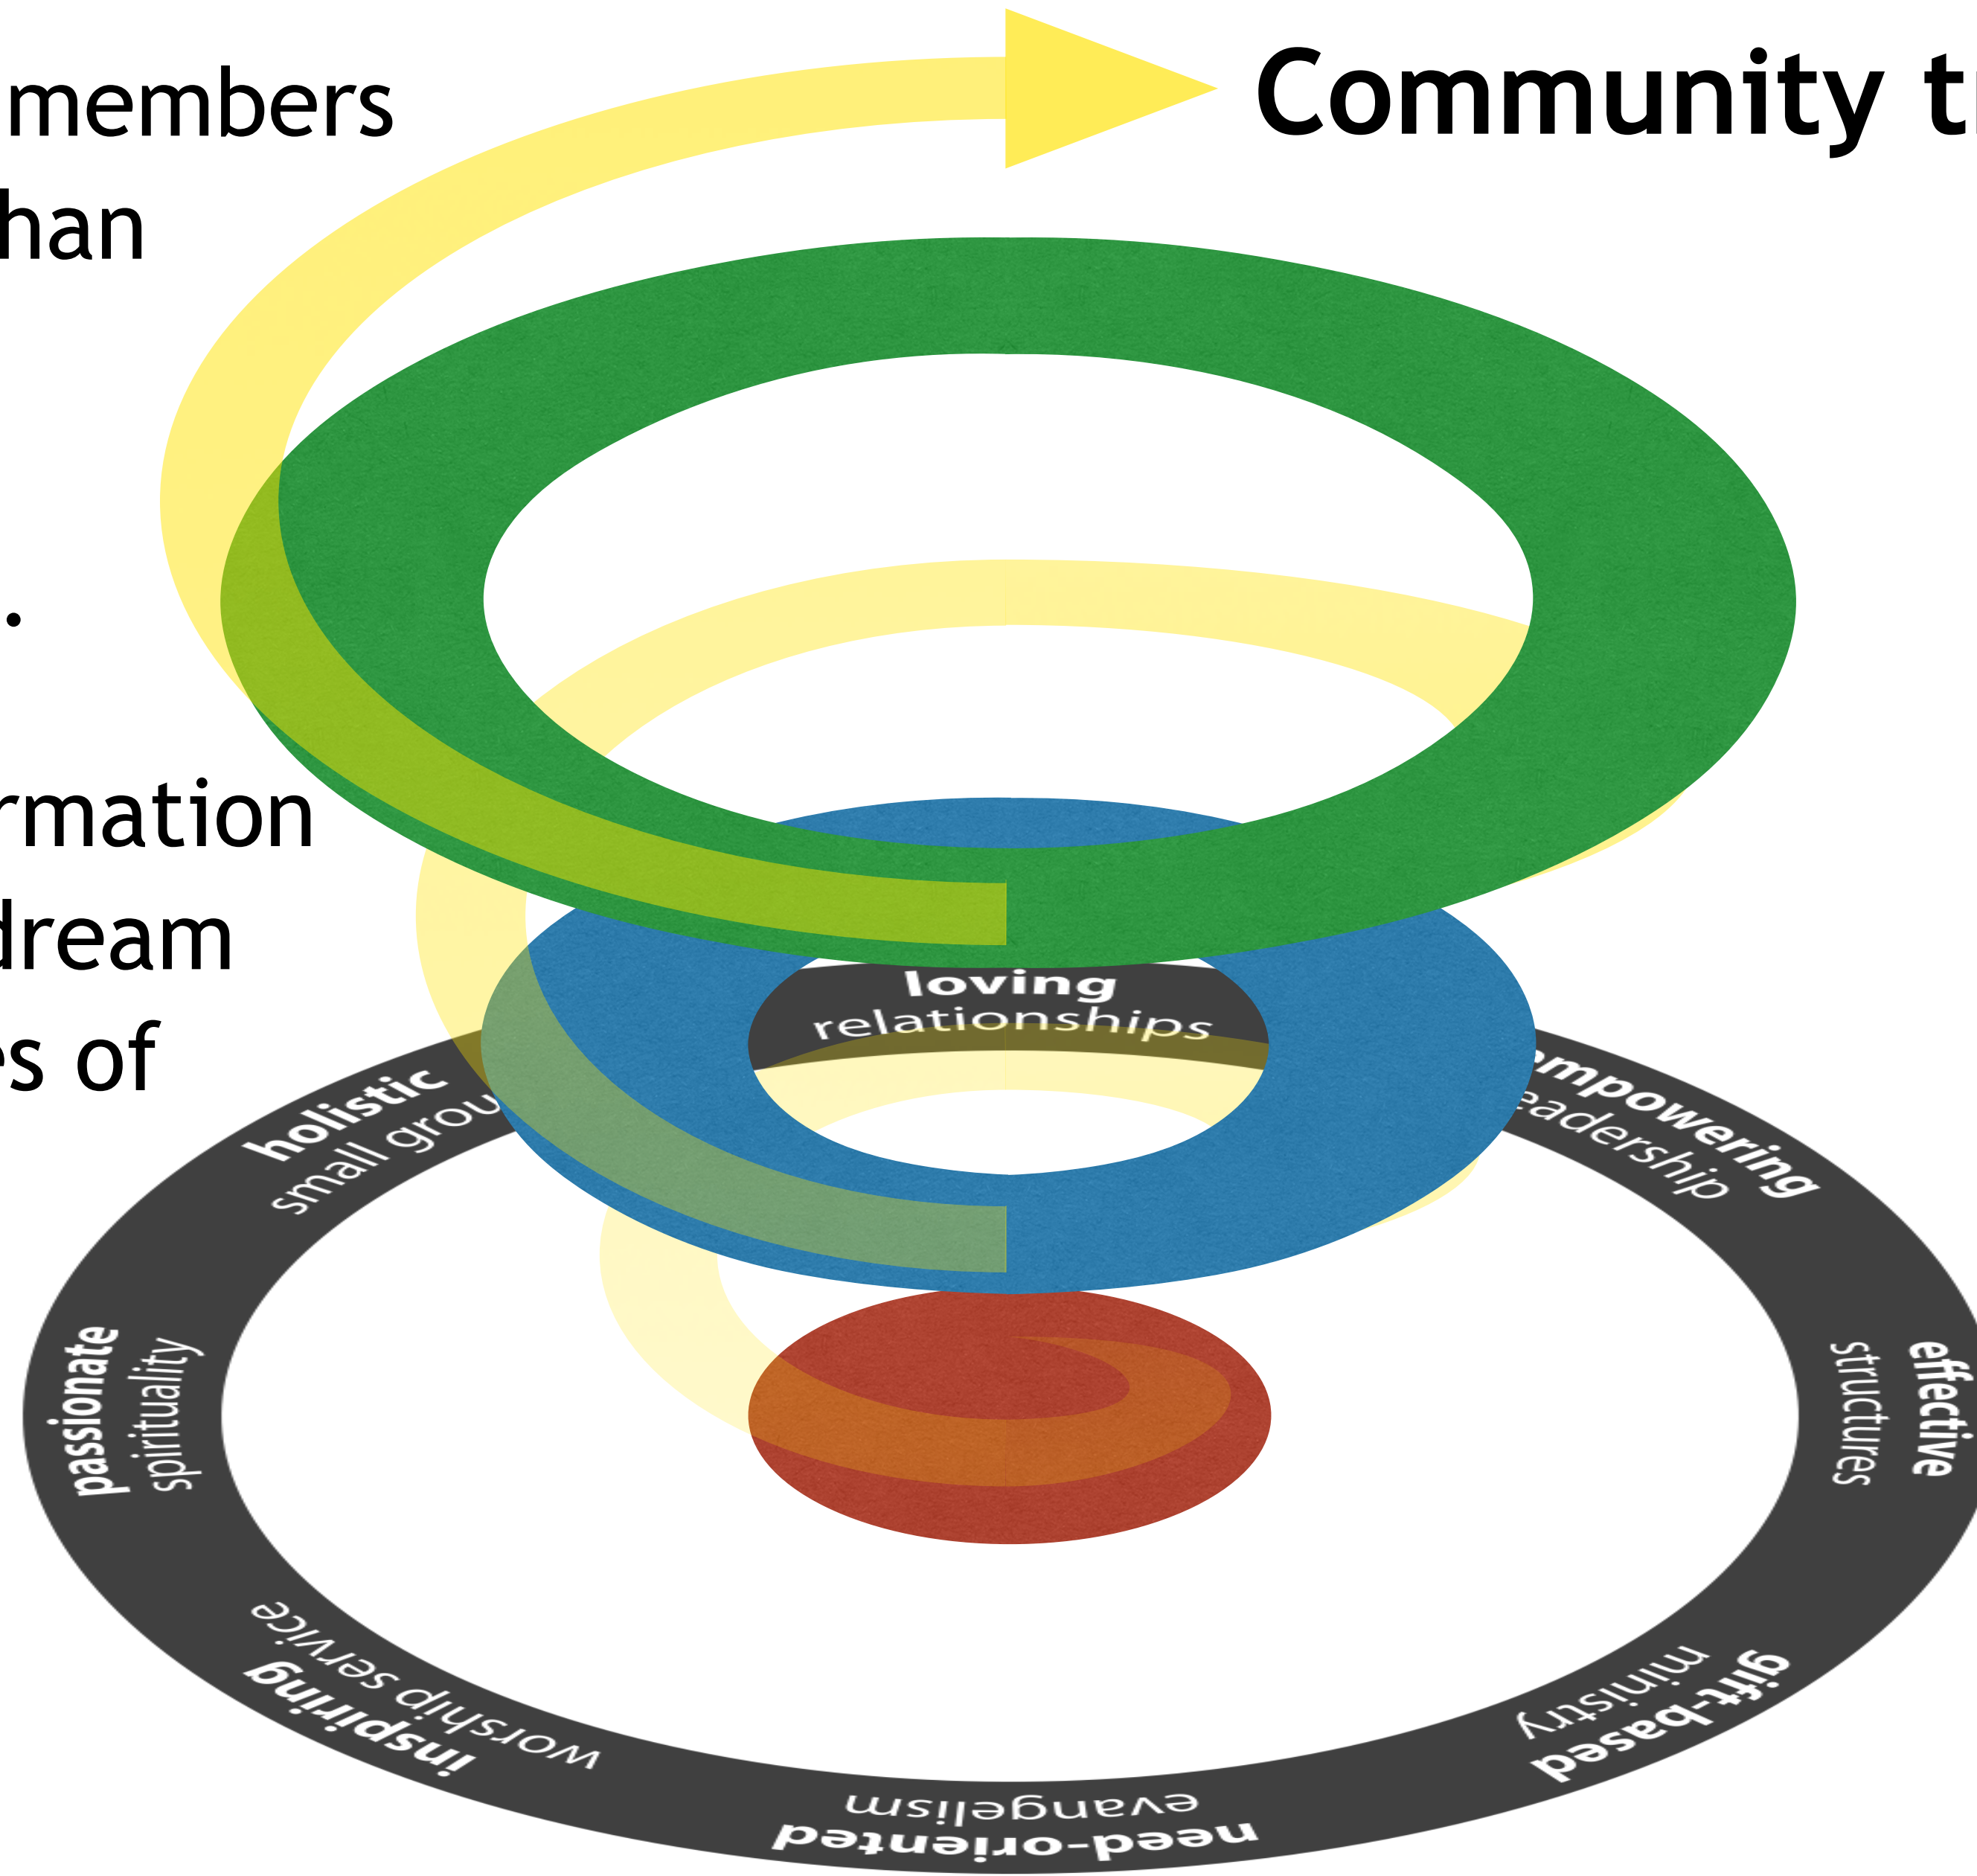 members
Community t
han
.
rmation
dream
s of
loving
relationships
empowering
leadership
effective
structures
gift-based
ministry
need-oriented
evangelism
inspiring
worship service
passionate
spirituality
holistic
small grou